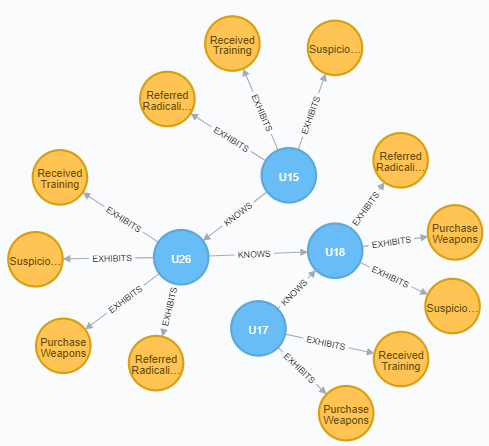 Received
Training
Suspicio...
EXHIBITS
EXHIBITS
Referred
Radicali...
EXHIBITS
U15
Referred
Radicali...
Received
Training
KNOWS
EXHIBITS
EXHIBITS
Purchase
Weapons
EXHIBITS
U18
U26
KNOWS
Suspicio...
EXHIBITS
EXHIBITS
KNOWS
EXHIBITS
EXHIBITS
Suspicio...
U17
EXHIBITS
Purchase
Weapons
Referred
Radicali...
Received
Training
EXHIBITS
Purchase
Weapons